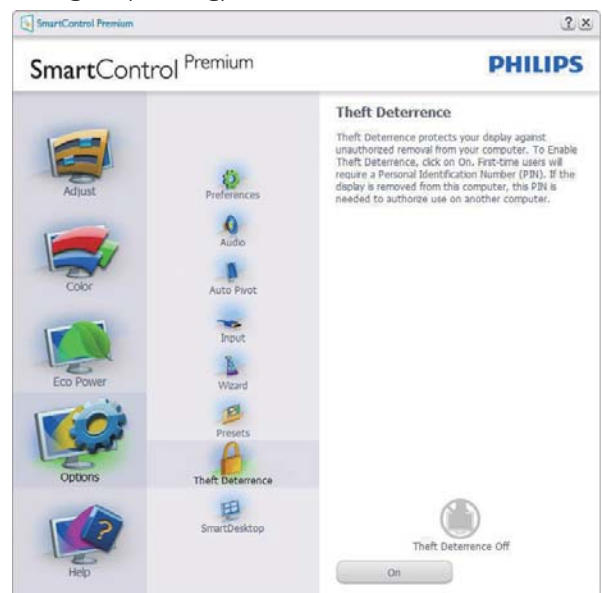 SmartControl Premium
? x
SmartControl Premium
PHILIPS
Adjust
Color
Eco Power
Options
Help
Preferences
Audio
Auto Pivot
Input
Wizard
Presets
Theft Deterrence
SmartDesktop
Theft Deterrence
Theft Deterrence protects your display against
unauthorized removal from your computer. To Enable
Theft Deterrence, click on On. First-time users will
require a Personal Identification Number (PIN). If the
display is removed from this computer, this PIN is
needed to authorize use on another computer.
Theft Deterrence Off
On